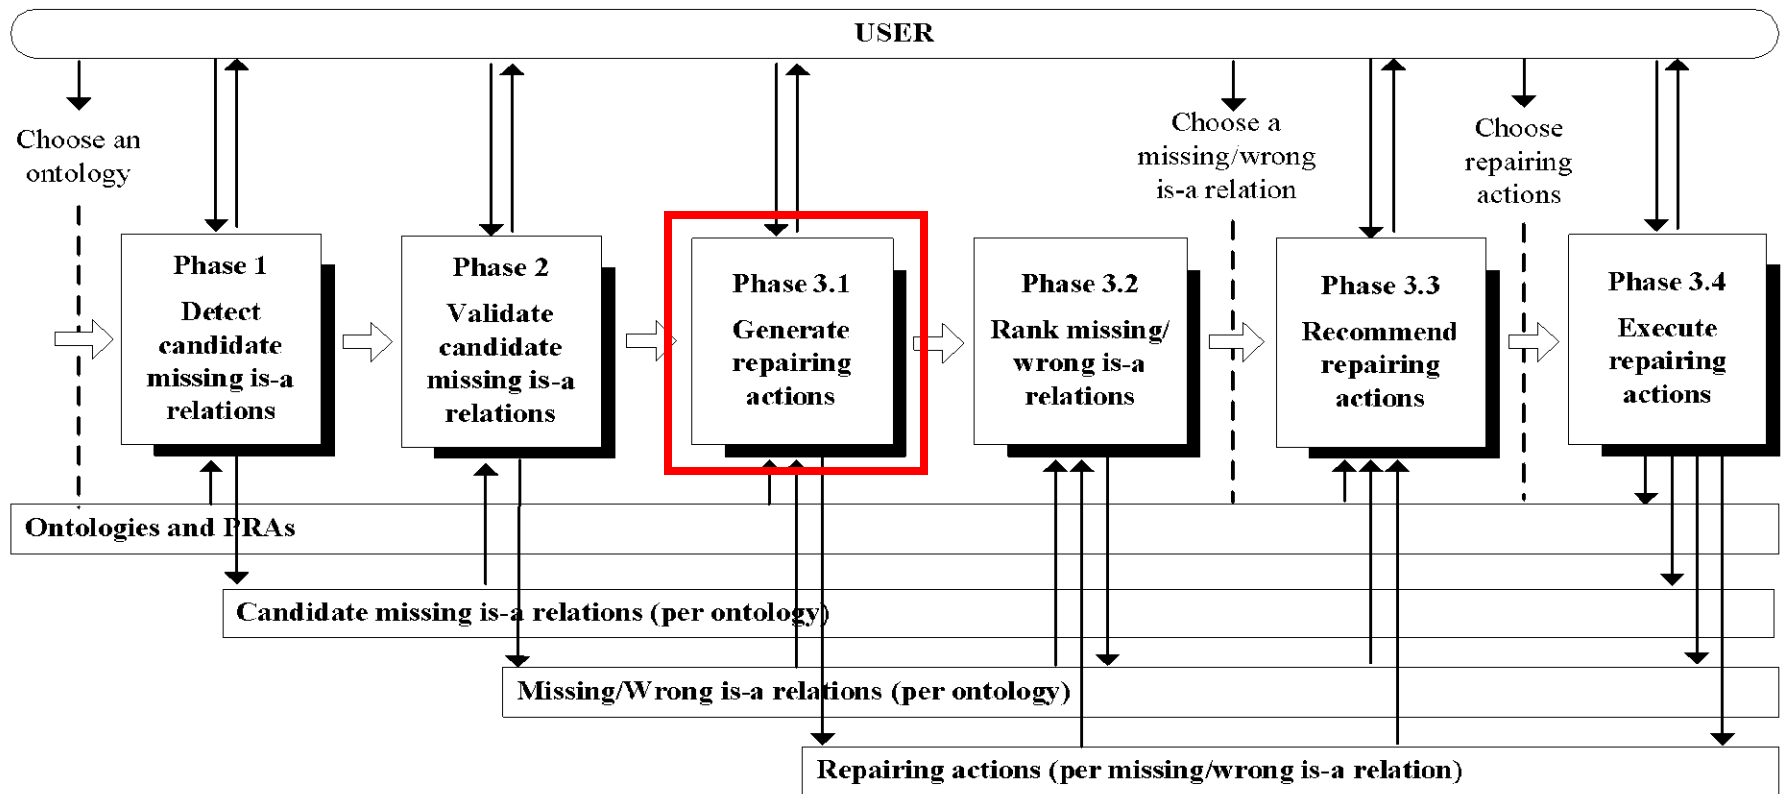 USER
Choose an
ontology
Choose a
missing/wrong
is-a relation
Choose
repairing
actions
Phase 1
Detect
candidate
missing is-a
relations
Phase 2
Validate
candidate
missing is-a
relations
Phase 3.1
Generate
repairing
actions
Phase 3.2
Rank missing/
wrong is-a
relations
Phase 3.3
Recommend
repairing
actions
Phase 3.4
Execute
repairing
actions
Ontologies and PRAs
Candidate missing is-a relations (per ontology)
Missing/Wrong is-a relations (per ontology)
Repairing actions (per missing/wrong is-a relation)